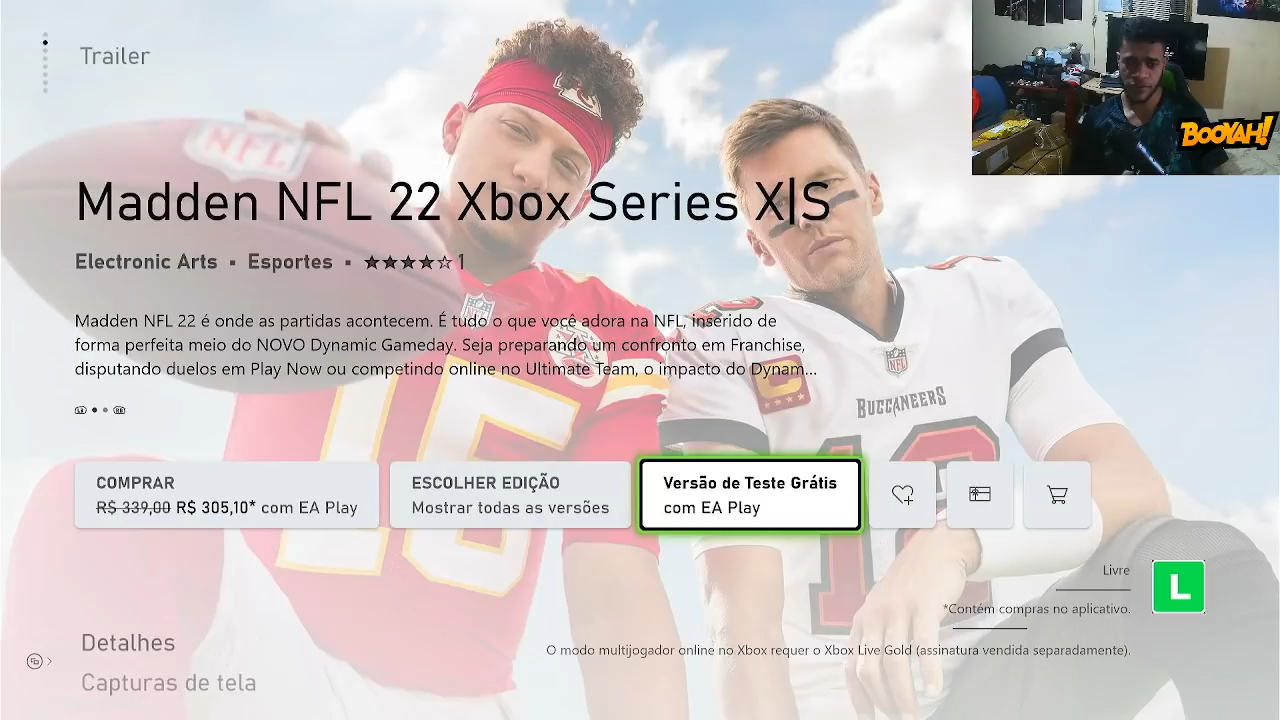 Trailer
BOOYAH!
NFL
Madden NFL 22 Xbox Series X|S
Electronic Arts ▪ Esportes ▪ ★★★★☆ 1
Madden NFL 22 é onde as partidas acontecem. É tudo o que você adora na NFL, inserido de
forma perfeita meio do NOVO Dynamic Gameday. Seja preparando um confronto em Franchise,
disputando duelos em Play Now ou competindo online no Ultimate Team, o impacto do Dynam...
C
BUCCANEERS
15
12
COMPRAR
R$ 339,00 R$ 305,10* com EA Play
ESCOLHER EDIÇÃO
Mostrar todas as versões
Versão de Teste Grátis
com EA Play
Livre
L
*Contém compras no aplicativo.
O modo multijogador online no Xbox requer o Xbox Live Gold (assinatura vendida separadamente).
Detalhes
Capturas de tela